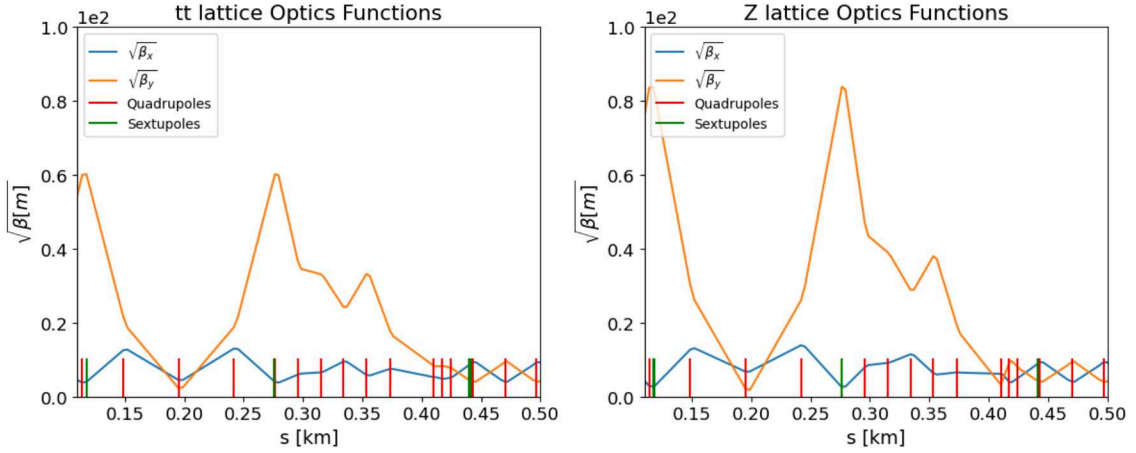 tt lattice Optics Functions
1e2
1.0
0.8
0.6
0.4
0.2
0.0
√β[m]
√βx
√βy
Quadrupoles
Sextupoles
0.15 0.20 0.25 0.30 0.35 0.40 0.45 0.50
s [km]
Z lattice Optics Functions
1e2
1.0
0.8
0.6
0.4
0.2
0.0
√β[m]
√βx
√βy
Quadrupoles
Sextupoles
0.15 0.20 0.25 0.30 0.35 0.40 0.45 0.50
s [km]